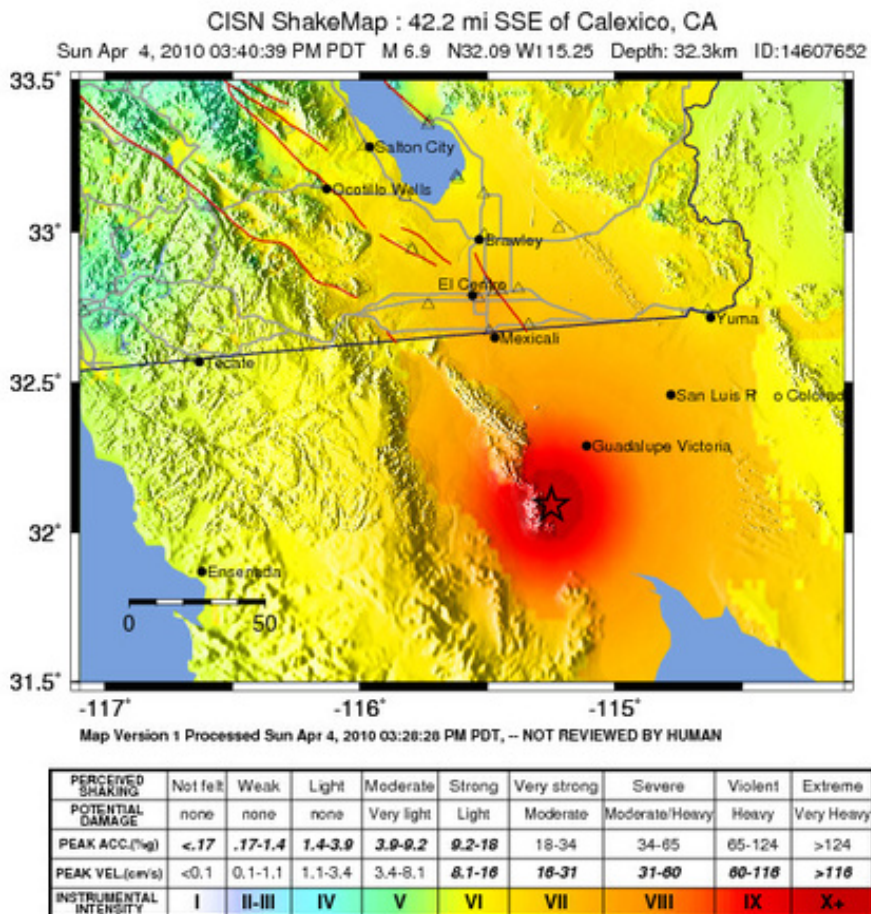 CISN ShakeMap : 42.2 mi SSE of Calexico, CA
Sun Apr 4, 2010 03:40:39 PM PDT M 6.9 N32.09 W115.25 Depth: 32.3km ID:14607652
33.5°
Salton City
Ocotillo Wells
33°
Brawley
El Centro
Yuma
Mexicali
Tecate
32.5°
San Luis R o Colorad
Guadalupe Victoria
32°
Ensenada
0 50
31.5°
-117° -116° -115°
Map Version 1 Processed Sun Apr 4, 2010 03:28:28 PM PDT, -- NOT REVIEWED BY HUMAN
PERCEIVED SHAKING Not felt Weak Light Moderate Strong Very strong Severe Violent Extreme
POTENTIAL DAMAGE none none none Very light Light Moderate Moderate/Heavy Heavy Very Heavy
PEAK ACC.(%g) <.17 .17-1.4 1.4-3.9 3.9-9.2 9.2-18 18-34 34-65 65-124 >124
PEAK VEL.(cm/s) <0.1 0.1-1.1 1.1-3.4 3.4-8.1 8.1-16 16-31 31-60 60-116 >116
INSTRUMENTAL INTENSITY I II-III IV V VI VII VIII IX X+